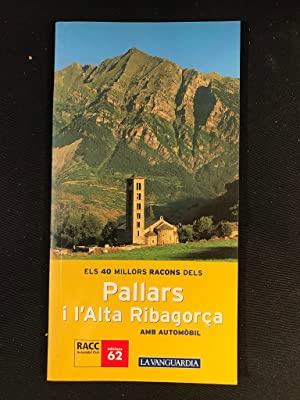 ELS 40 MILLORS RACONS DELS
Pallars
i l'Alta Ribagorça
AMB AUTOMÒBIL
RACC
edicions
62
LA VANGUARDIA